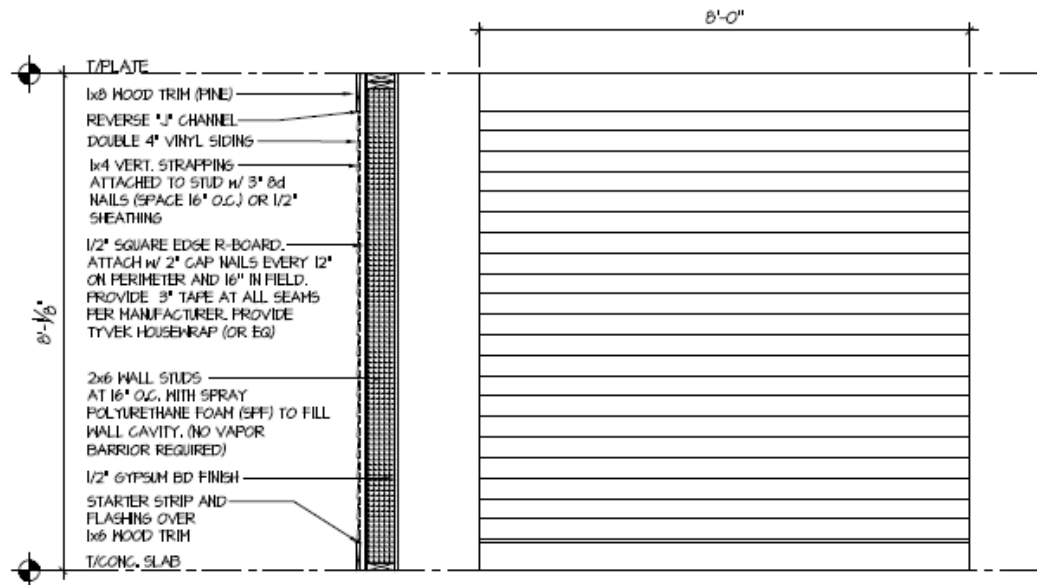 8'-0"
T/PLATE
1x8 WOOD TRIM (PINE)
REVERSE "J" CHANNEL
DOUBLE 4" VINYL SIDING
1x4 VERT. STRAPPING
ATTACHED TO STUD w/ 3" 8d
NAILS (SPACE 16" O.C.) OR 1/2"
SHEATHING
1/2" SQUARE EDGE R-BOARD.
ATTACH w/ 2" CAP NAILS EVERY 12"
ON PERIMETER AND 16" IN FIELD.
PROVIDE 3" TAPE AT ALL SEAMS
PER MANUFACTURER. PROVIDE
TYVEK HOUSEWRAP (OR EQ)
8'-1/8"
2x6 WALL STUDS
AT 16" O.C. WITH SPRAY
POLYURETHANE FOAM (SPF) TO FILL
WALL CAVITY. (NO VAPOR
BARRIOR REQUIRED)
1/2" GYPSUM BD FINISH
STARTER STRIP AND
FLASHING OVER
1x6 WOOD TRIM
T/CONC. SLAB